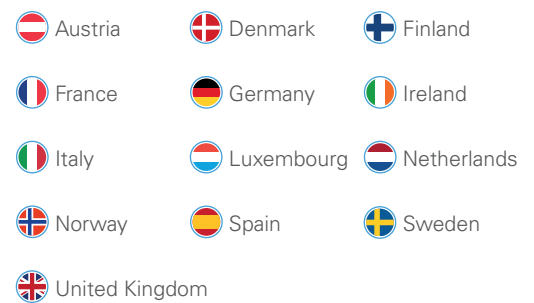 Austria Denmark Finland
France Germany Ireland
Italy Luxembourg Netherlands
Norway Spain Sweden
United Kingdom